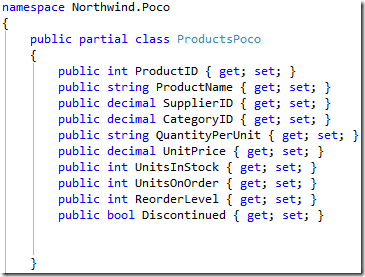 namespace Northwind.Poco
{
public partial class ProductsPoco
{
public int ProductID { get; set; }
public string ProductName { get; set; }
public decimal SupplierID { get; set; }
public decimal CategoryID { get; set; }
public string QuantityPerUnit { get; set; }
public decimal UnitPrice { get; set; }
public int UnitsInStock { get; set; }
public int UnitsOnOrder { get; set; }
public int ReorderLevel { get; set; }
public bool Discontinued { get; set; }
}